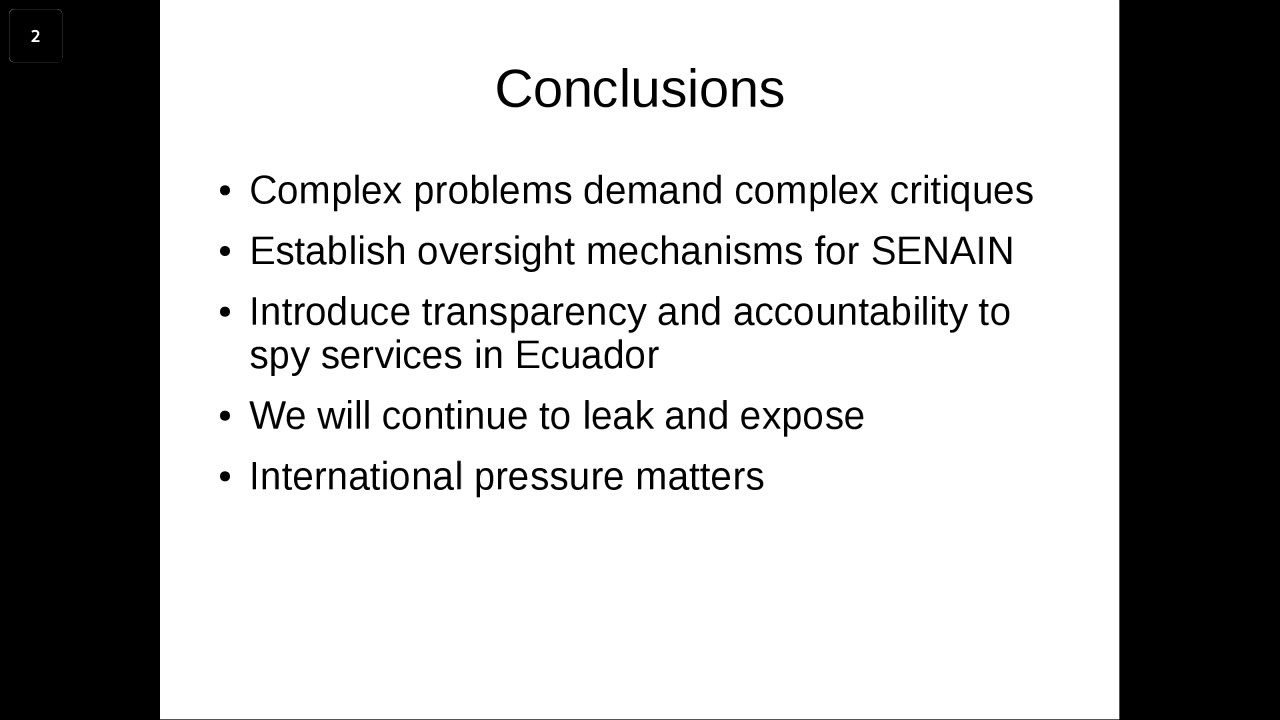 2
Conclusions
• Complex problems demand complex critiques
• Establish oversight mechanisms for SENAIN
• Introduce transparency and accountability to
spy services in Ecuador
• We will continue to leak and expose
• International pressure matters